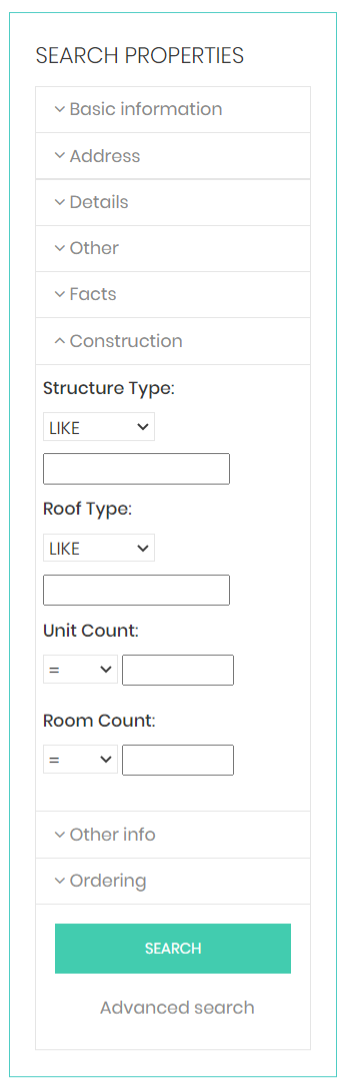 SEARCH PROPERTIES
Basic information
Address
Details
Other
Facts
Construction
Structure Type:
LIKE
Roof Type:
LIKE
Unit Count:
=
Room Count:
=
Other info
Ordering
SEARCH
Advanced search